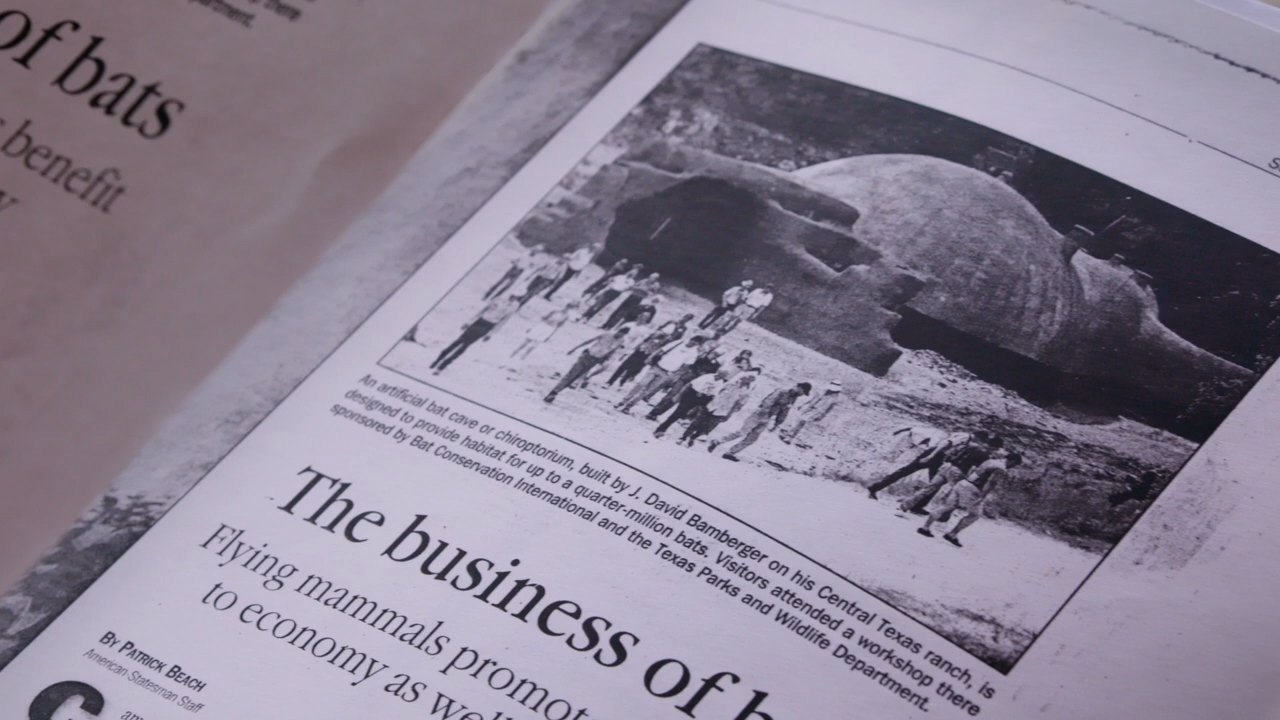 of bats
benefit
An artificial bat cave or chiroptorium, built by J. David Bamberger on his Central Texas ranch, is
designed to provide habitat for up to a quarter-million bats. Visitors attended a workshop there
sponsored by Bat Conservation International and the Texas Parks and Wildlife Department.
The business of
Flying mammals
to economy as
BY PATRICK BEACH
American-Statesman Staff